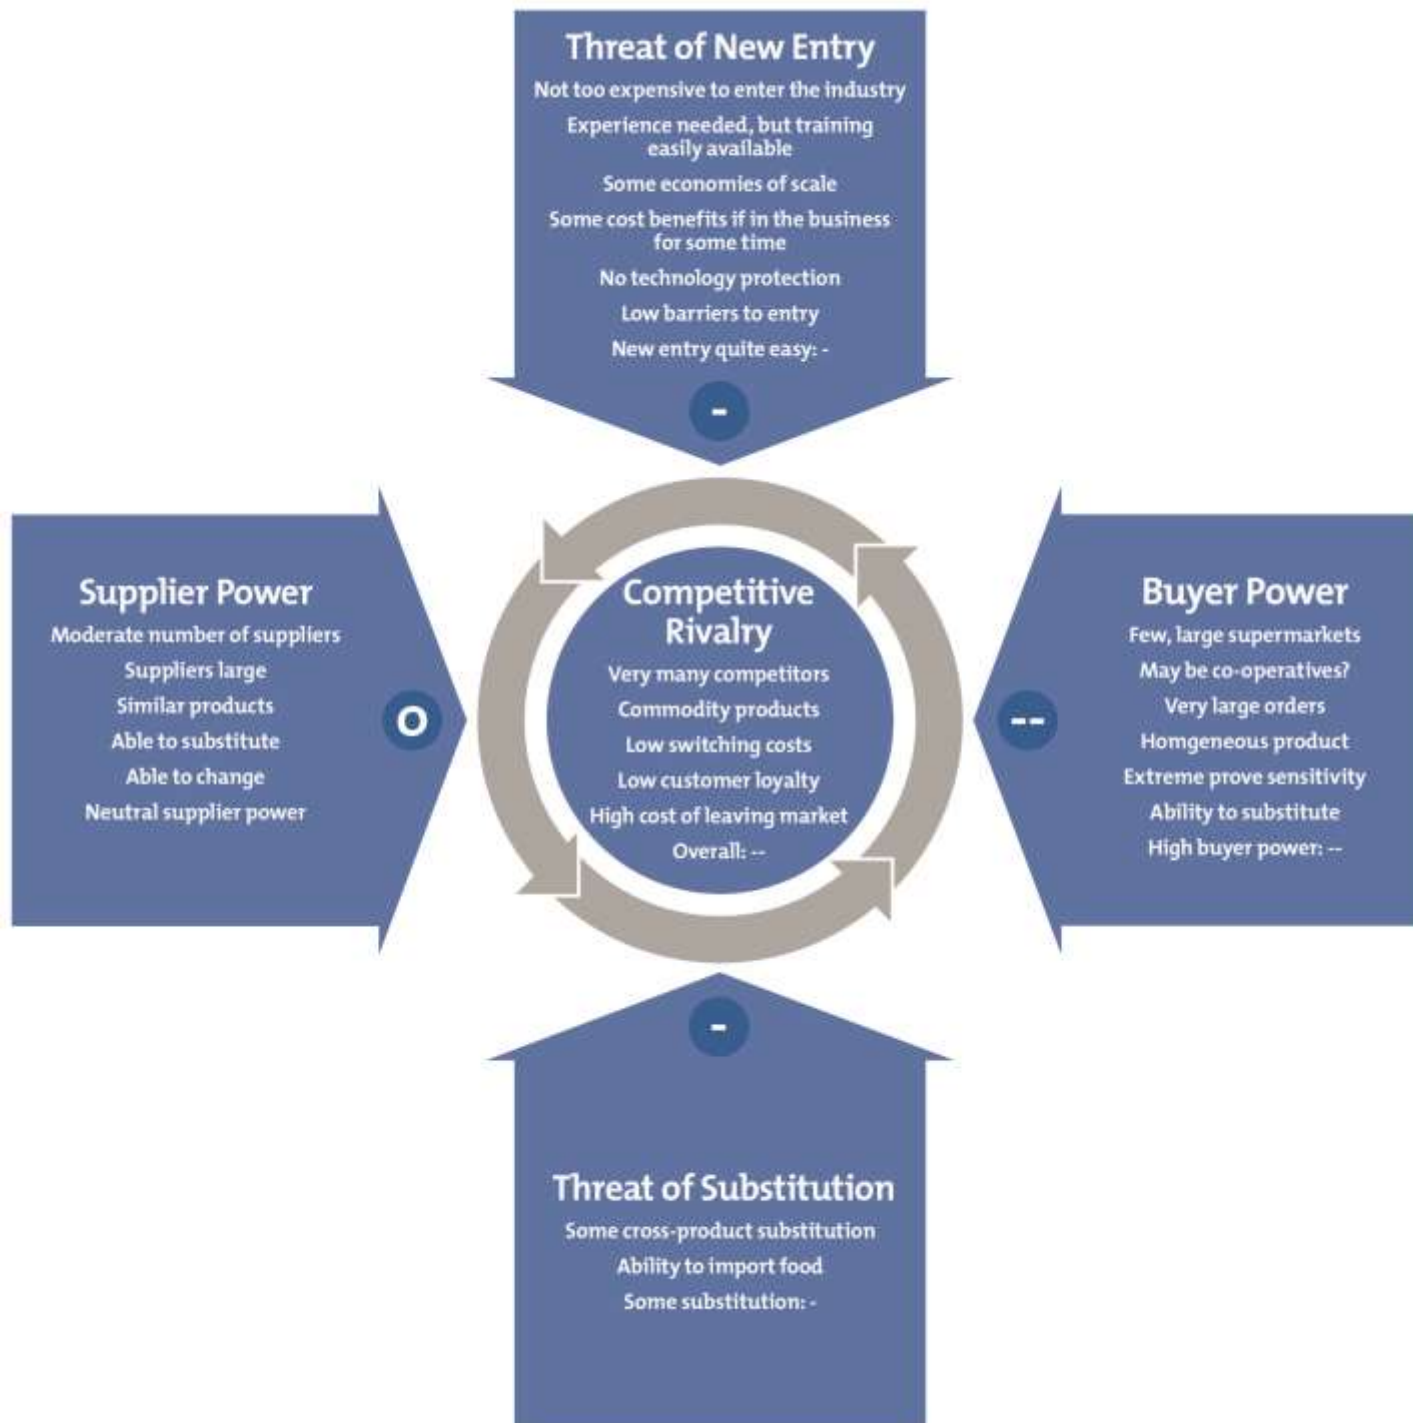 Threat of New Entry
Not too expensive to enter the industry
Experience needed, but training
easily available
Some economies of scale
Some cost benefits if in the business
for some time
No technology protection
Low barriers to entry
New entry quite easy: -
-
Supplier Power
Moderate number of suppliers
Suppliers large
Similar products
Able to substitute
Able to change
Neutral supplier power
O
Competitive
Rivalry
Very many competitors
Commodity products
Low switching costs
Low customer loyalty
High cost of leaving market
Overall: --
--
Buyer Power
Few, large supermarkets
May be co-operatives?
Very large orders
Homgeneous product
Extreme prove sensitivity
Ability to substitute
High buyer power: --
-
Threat of Substitution
Some cross-product substitution
Ability to import food
Some substitution: -